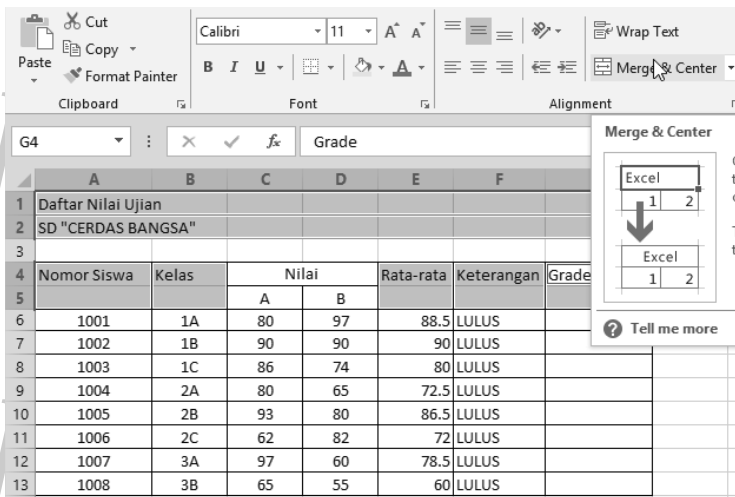 Cut
Copy
Format Painter
Paste
Clipboard
Calibri 11 A A
B I U A
Font
Wrap Text
Merge & Center
Alignment
G4 fx Grade
Merge & Center
Excel
1 2
Excel
1 2
Tell me more
A B C D E F
1 Daftar Nilai Ujian
2 SD "CERDAS BANGSA"
3
4 Nomor Siswa Kelas Nilai Rata-rata Keterangan Grade
5 A B
6 1001 1A 80 97 88.5 LULUS
7 1002 1B 90 90 90 LULUS
8 1003 1C 86 74 80 LULUS
9 1004 2A 80 65 72.5 LULUS
10 1005 2B 93 80 86.5 LULUS
11 1006 2C 62 82 72 LULUS
12 1007 3A 97 60 78.5 LULUS
13 1008 3B 65 55 60 LULUS